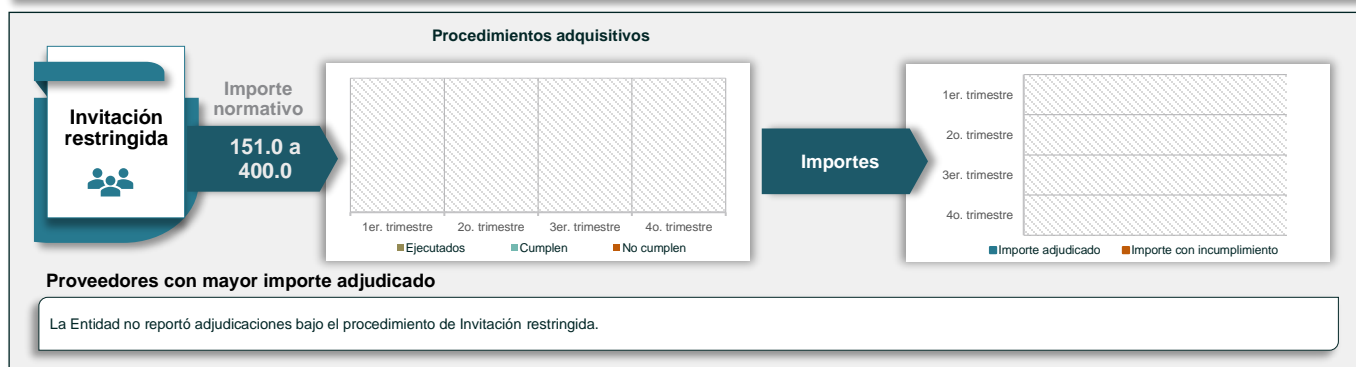 Procedimientos adquisitivos
Invitación
restringida
Importe
normativo
151.0 a
400.0
1er. trimestre 2o. trimestre 3er. trimestre 4o. trimestre
Ejecutados Cumplen No cumplen
Importes
1er. trimestre
2o. trimestre
3er. trimestre
4o. trimestre
Importe adjudicado Importe con incumplimiento
Proveedores con mayor importe adjudicado
La Entidad no reportó adjudicaciones bajo el procedimiento de Invitación restringida.